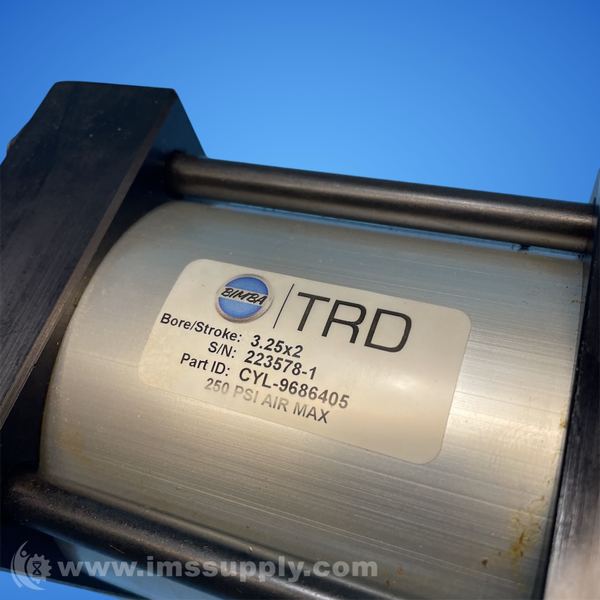 BIMBA | TRD
Bore/Stroke: 3.25x2
S/N: 223578-1
Part ID: CYL-9686405
250 PSI AIR MAX
www.imssupply.com